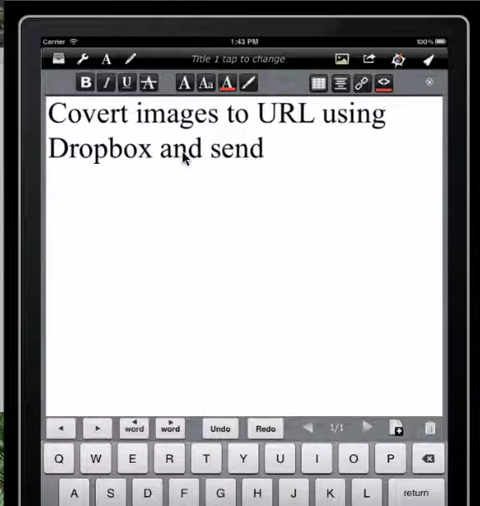 Carrier 1:43 PM 100%
A Title 1 tap to change
B I U A A Aa A <>
Covert images to URL using
Dropbox and send
word word Undo Redo 1/1
Q W E R T Y U I O P
A S D F G H J K L return